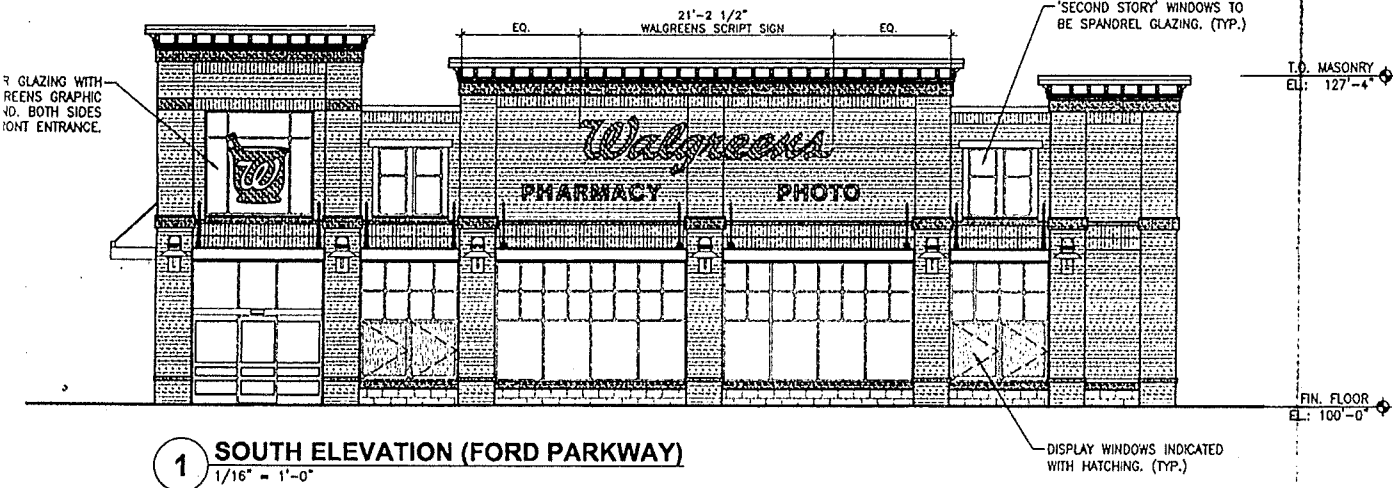 'SECOND STORY' WINDOWS TO
BE SPANDREL GLAZING. (TYP.)
21'-2 1/2"
EQ.
WALGREENS SCRIPT SIGN
EQ.
GLAZING WITH
GRAPHIC
BOTH SIDES
ENTRANCE.
T.O. MASONRY
EL: 127'-4"
Walgreens
PHARMACY
PHOTO
FIN. FLOOR
EL: 100'-0"
DISPLAY WINDOWS INDICATED
WITH HATCHING. (TYP.)
1
SOUTH ELEVATION (FORD PARKWAY)
1/16" = 1'-0"